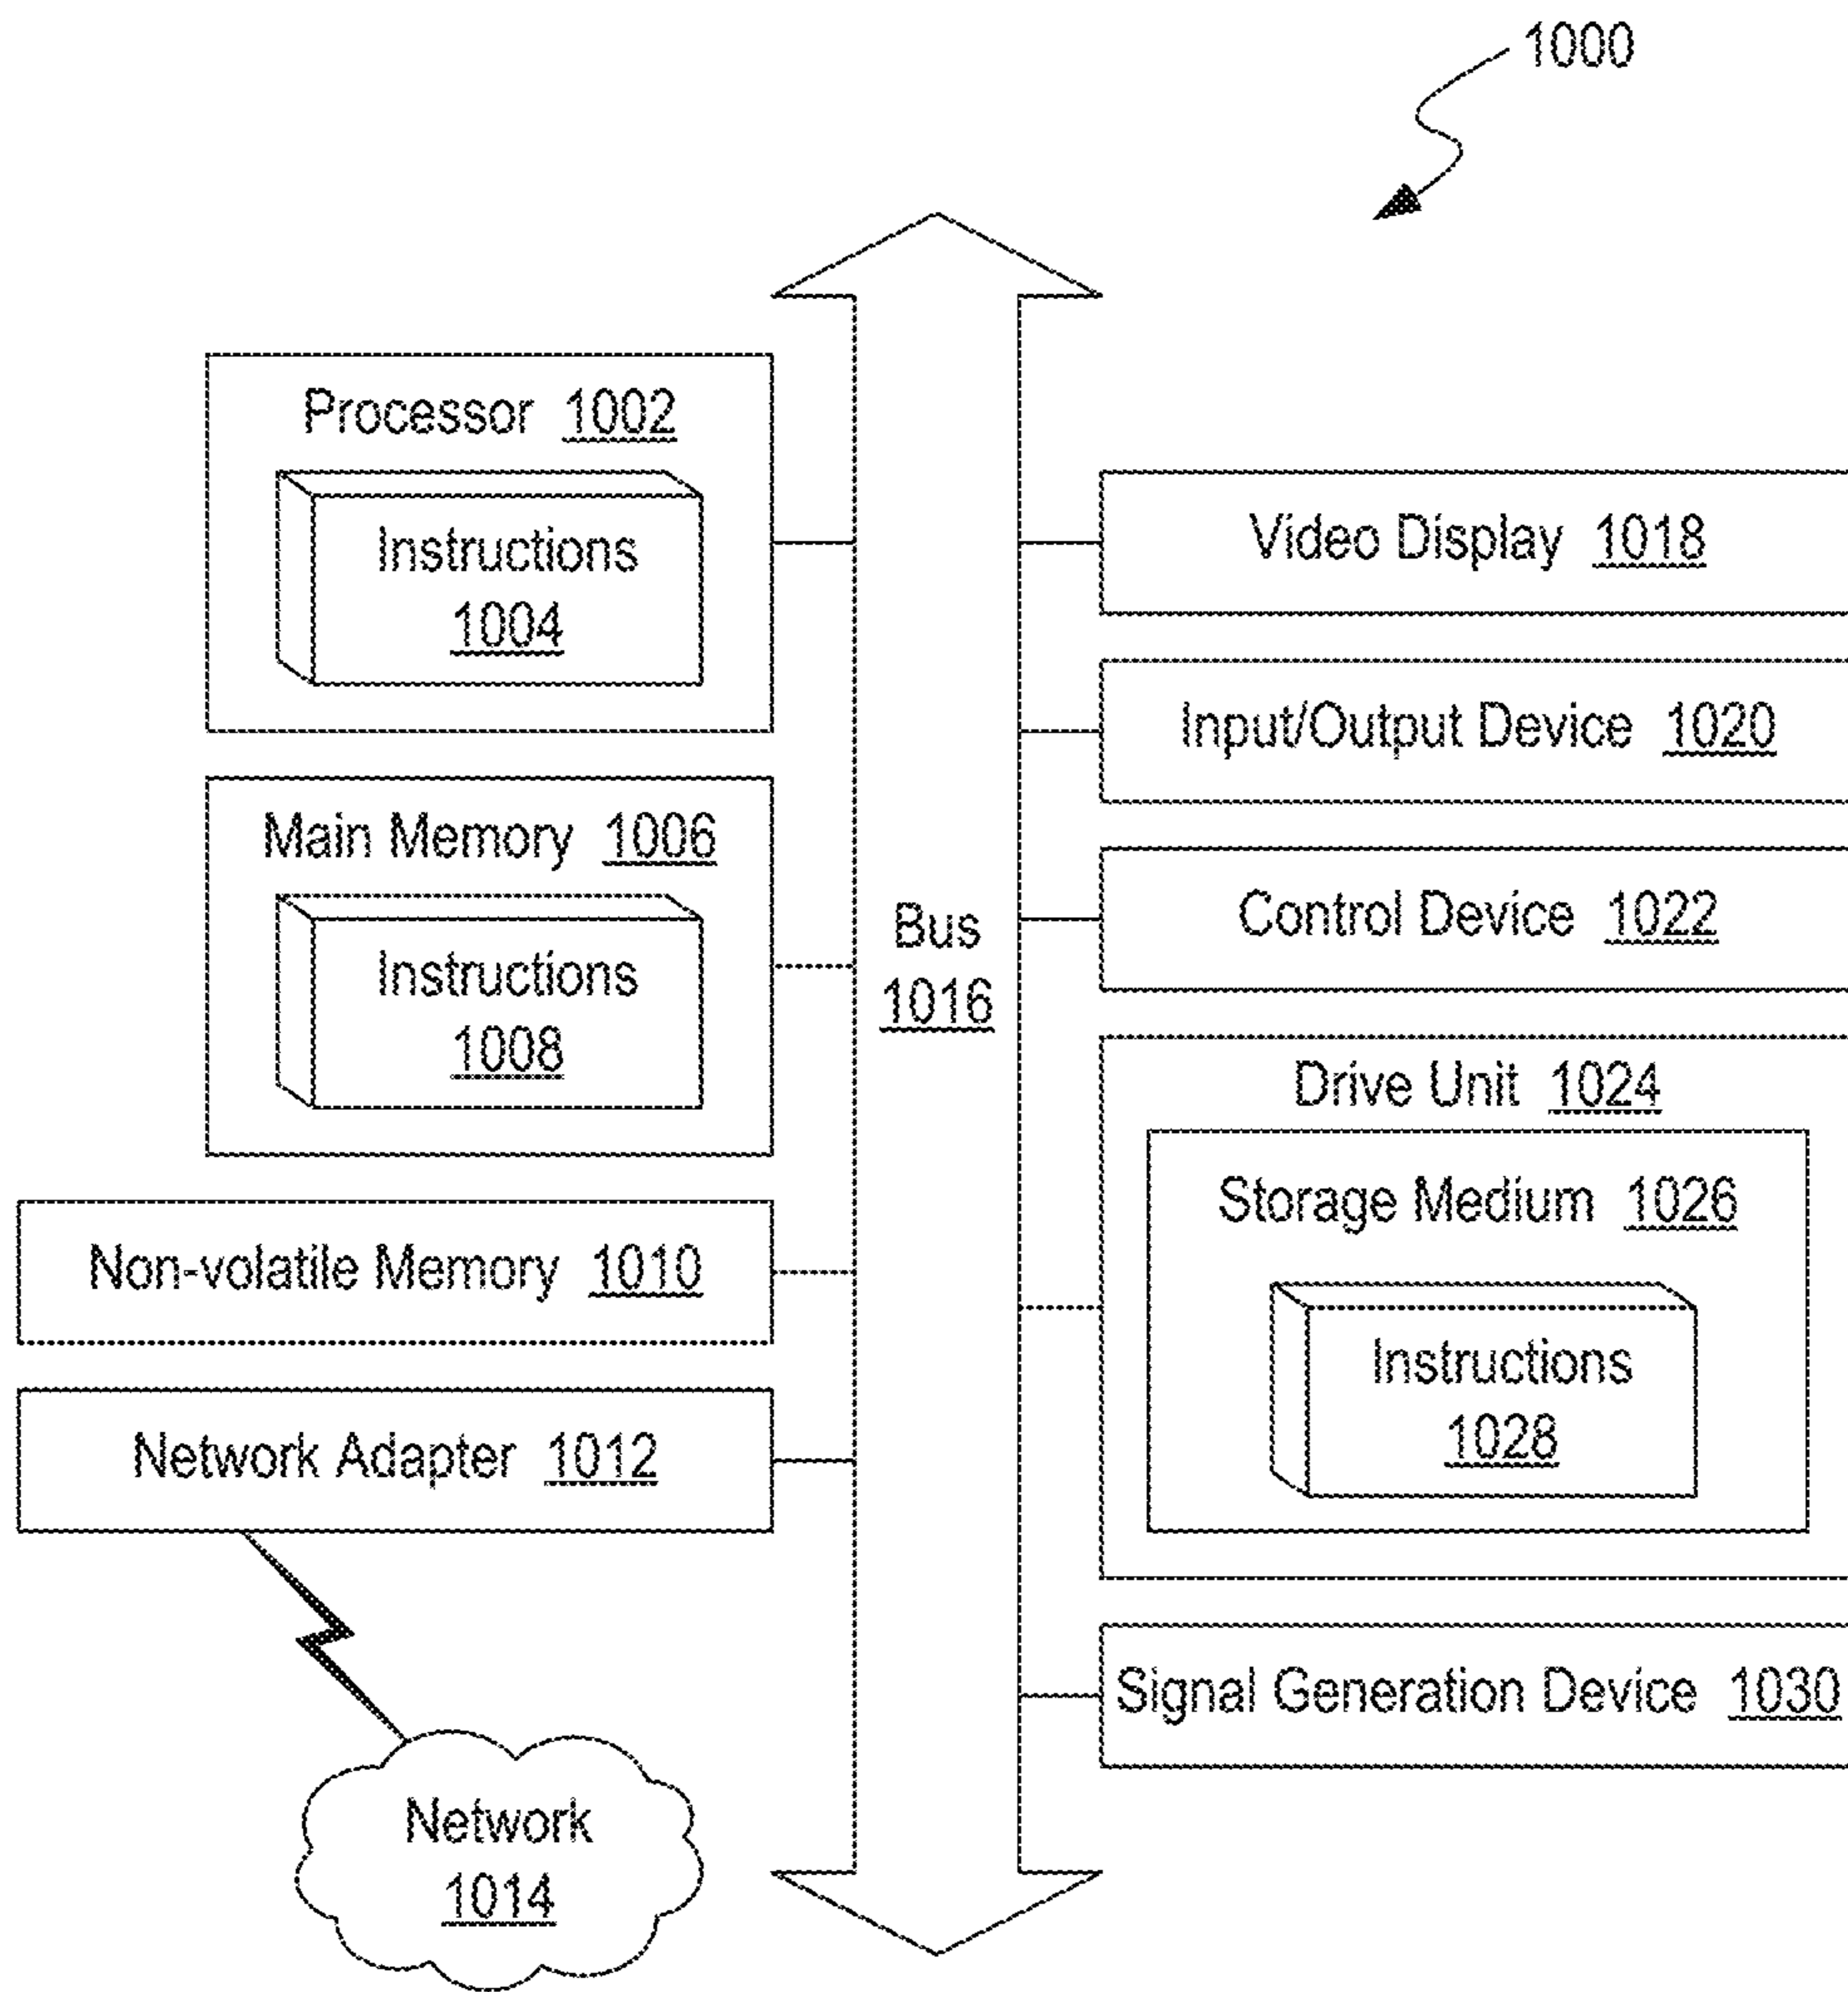 1000
Processor 1002
Instructions
1004
Main Memory 1006
Instructions
1008
Non-volatile Memory 1010
Network Adapter 1012
Network
1014
Bus
1016
Video Display 1018
Input/Output Device 1020
Control Device 1022
Drive Unit 1024
Storage Medium 1026
Instructions
1028
Signal Generation Device 1030